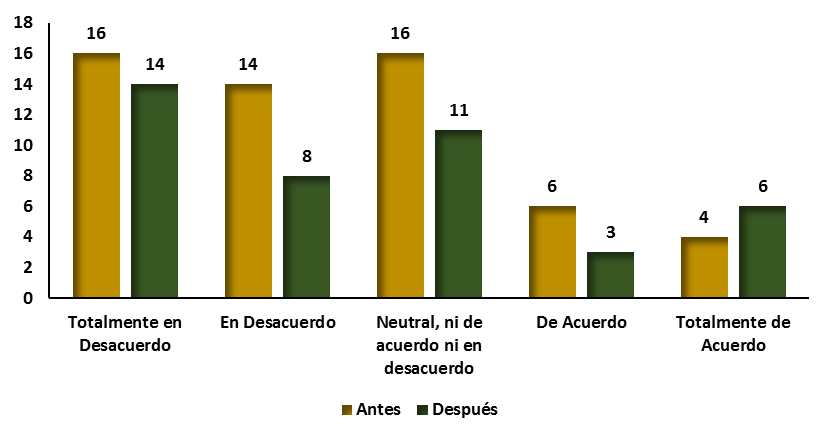 18
16
14
12
10
8
6
4
2
0
16
14
14
8
16
11
6
3
4
6
Totalmente en
Desacuerdo
En Desacuerdo
Neutral, ni de
acuerdo ni en
desacuerdo
De Acuerdo
Totalmente de
Acuerdo
Antes
Después